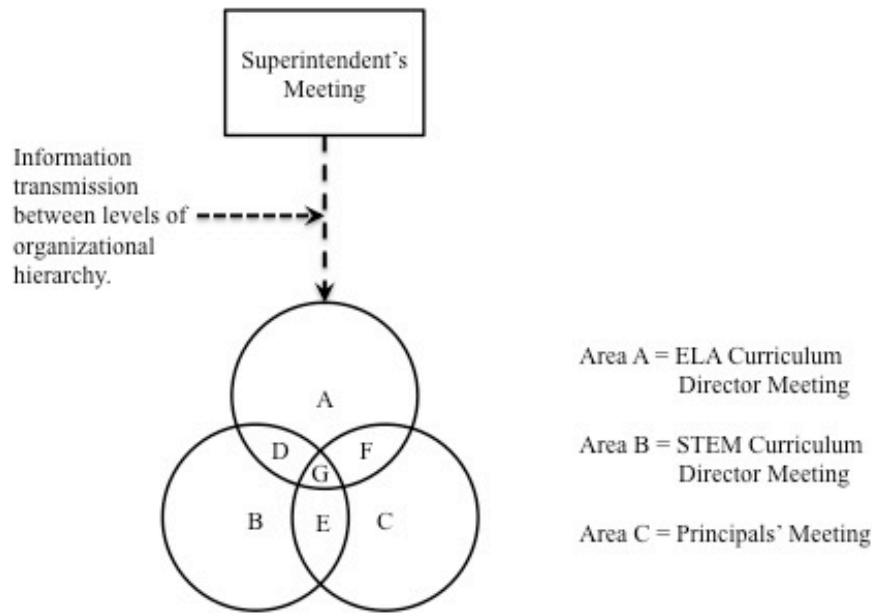 Superintendent's
Meeting
Information
transmission
between levels of
organizational
hierarchy.
A
D
F
G
B
E
C
Area A = ELA Curriculum
Director Meeting
Area B = STEM Curriculum
Director Meeting
Area C = Principals' Meeting